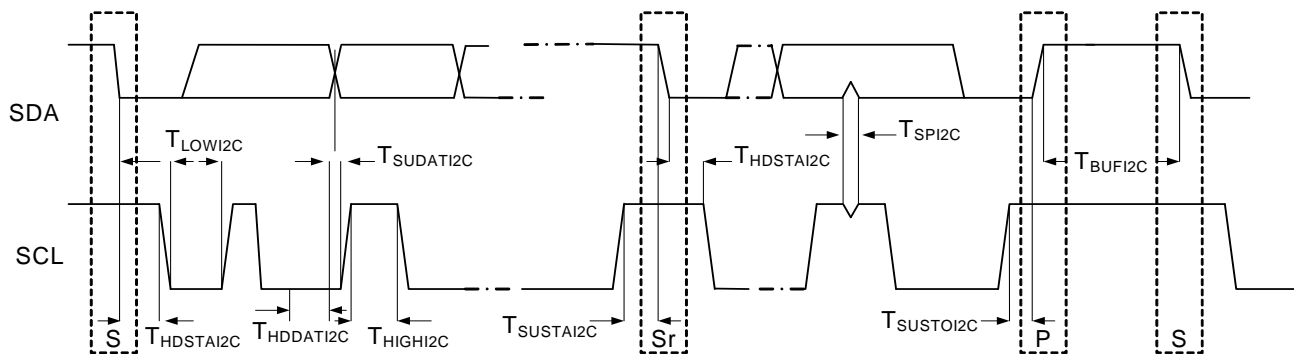 SDA
T_LOWI2C
T_SUDATI2C
T_HDSTAI2C
T_SPI2C
T_BUFI2C
SCL
S
T_HDSTAI2C
T_HDDATI2C
T_HIGHI2C
T_SUSTAI2C
Sr
T_SUSTOI2C
P
S